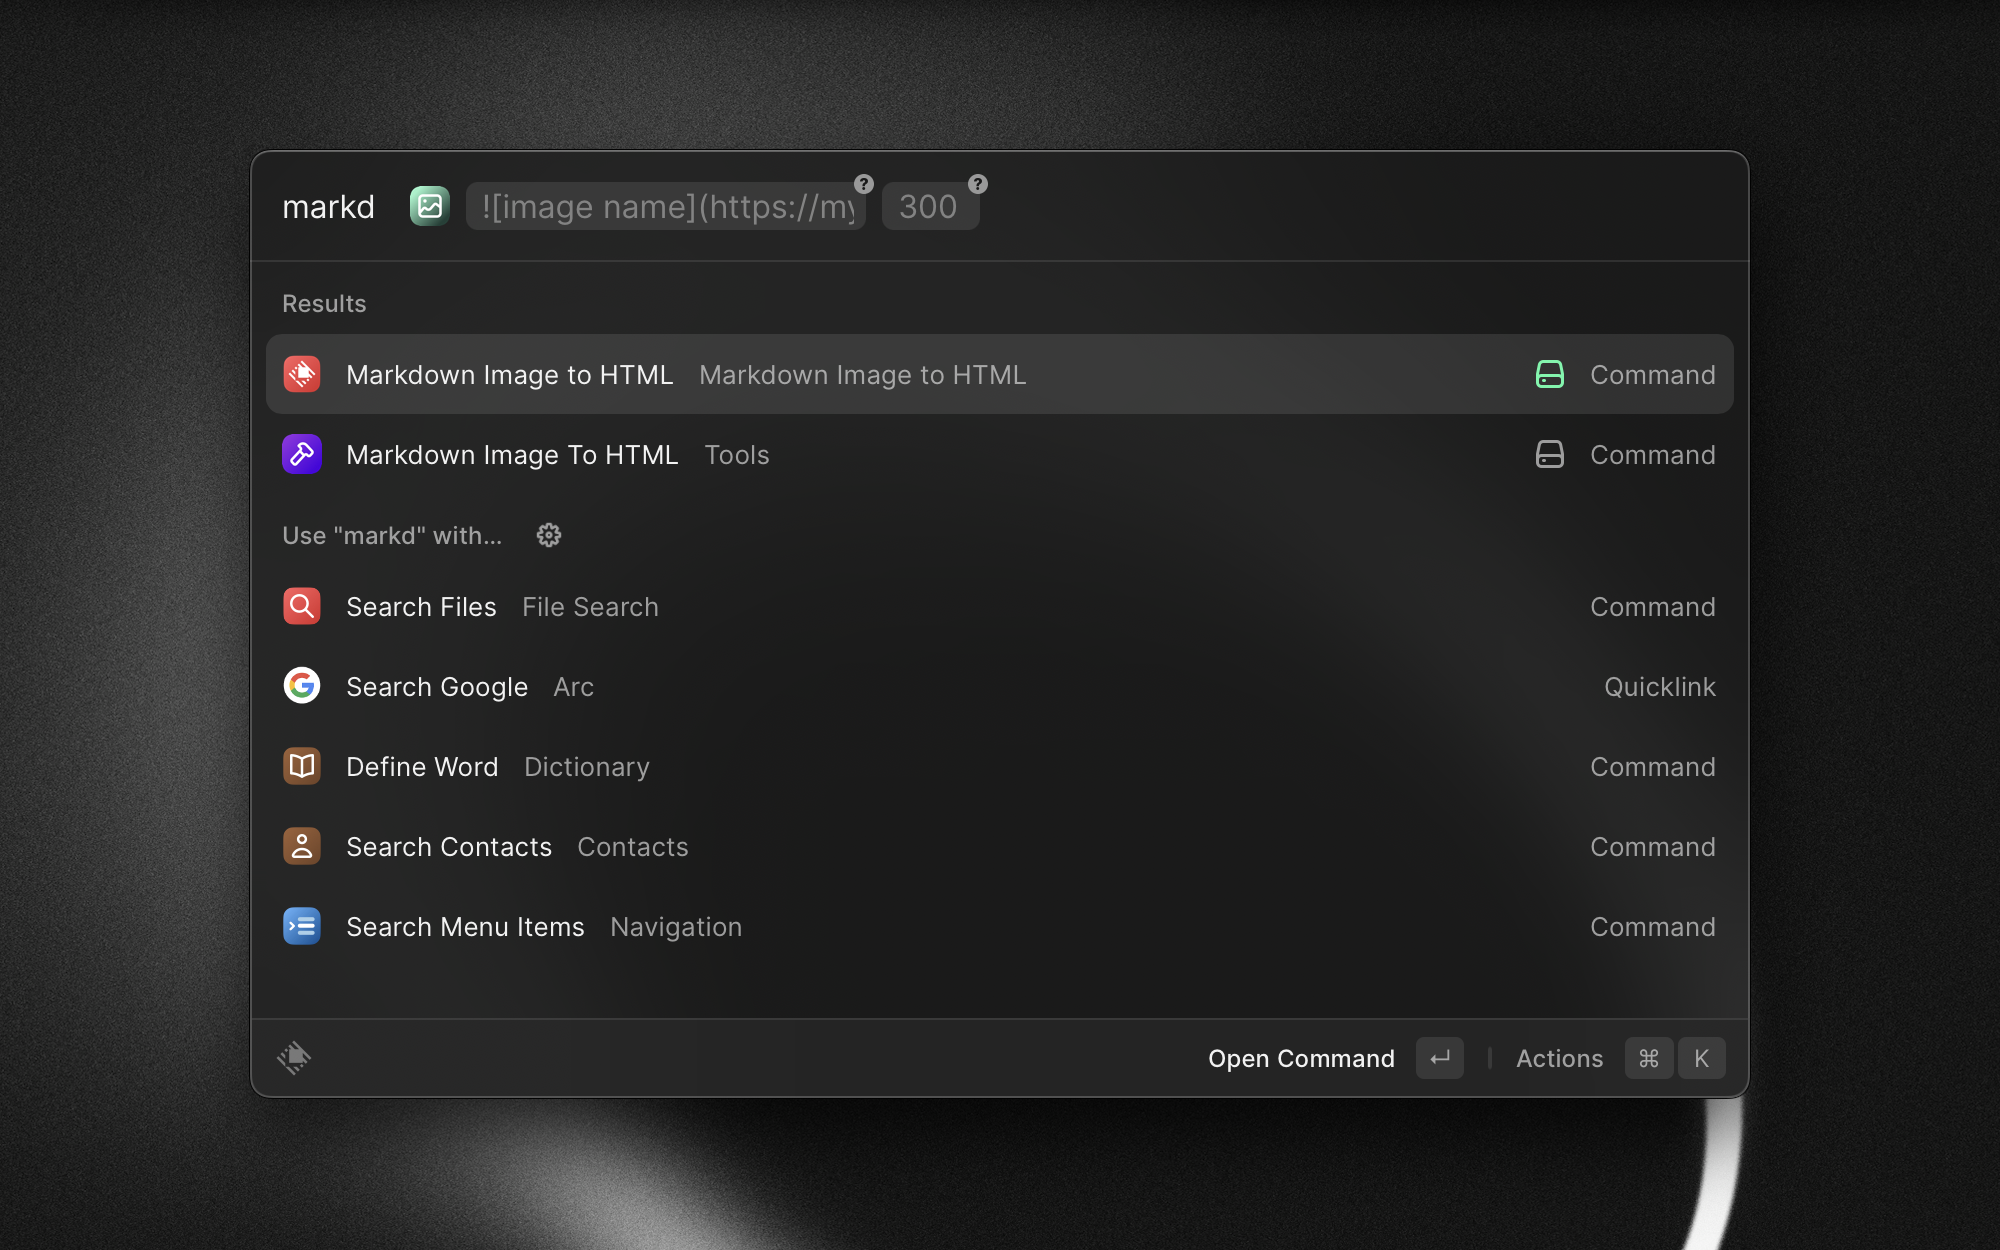 markd ![image name](https://my ? 300 ?
Results
Markdown Image to HTML Markdown Image to HTML Command
Markdown Image To HTML Tools Command
Use "markd" with...
Search Files File Search Command
Search Google Arc Quicklink
Define Word Dictionary Command
Search Contacts Contacts Command
Search Menu Items Navigation Command
Open Command ↵ Actions ⌘ K